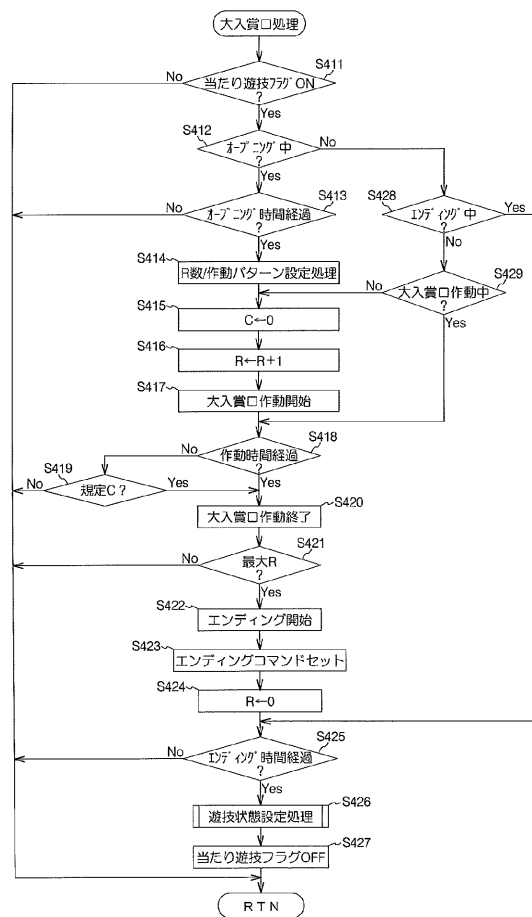 大入賞口処理
S411
当たり遊技フラグON
?
No
Yes
S412
オープニング中
?
No
Yes
S413
オープニング時間経過
?
No
Yes
S428
エンディング中
?
Yes
No
S414
R数/作動パターン設定処理
S429
大入賞口作動中
?
No
Yes
S415
C←0
S416
R←R+1
S417
大入賞口作動開始
S418
作動時間経過
?
No
Yes
S419
規定C?
No
Yes
S420
大入賞口作動終了
S421
最大R
?
No
Yes
S422
エンディング開始
S423
エンディングコマンドセット
S424
R←0
S425
エンディング時間経過
?
No
Yes
S426
遊技状態設定処理
S427
当たり遊技フラグOFF
RTN